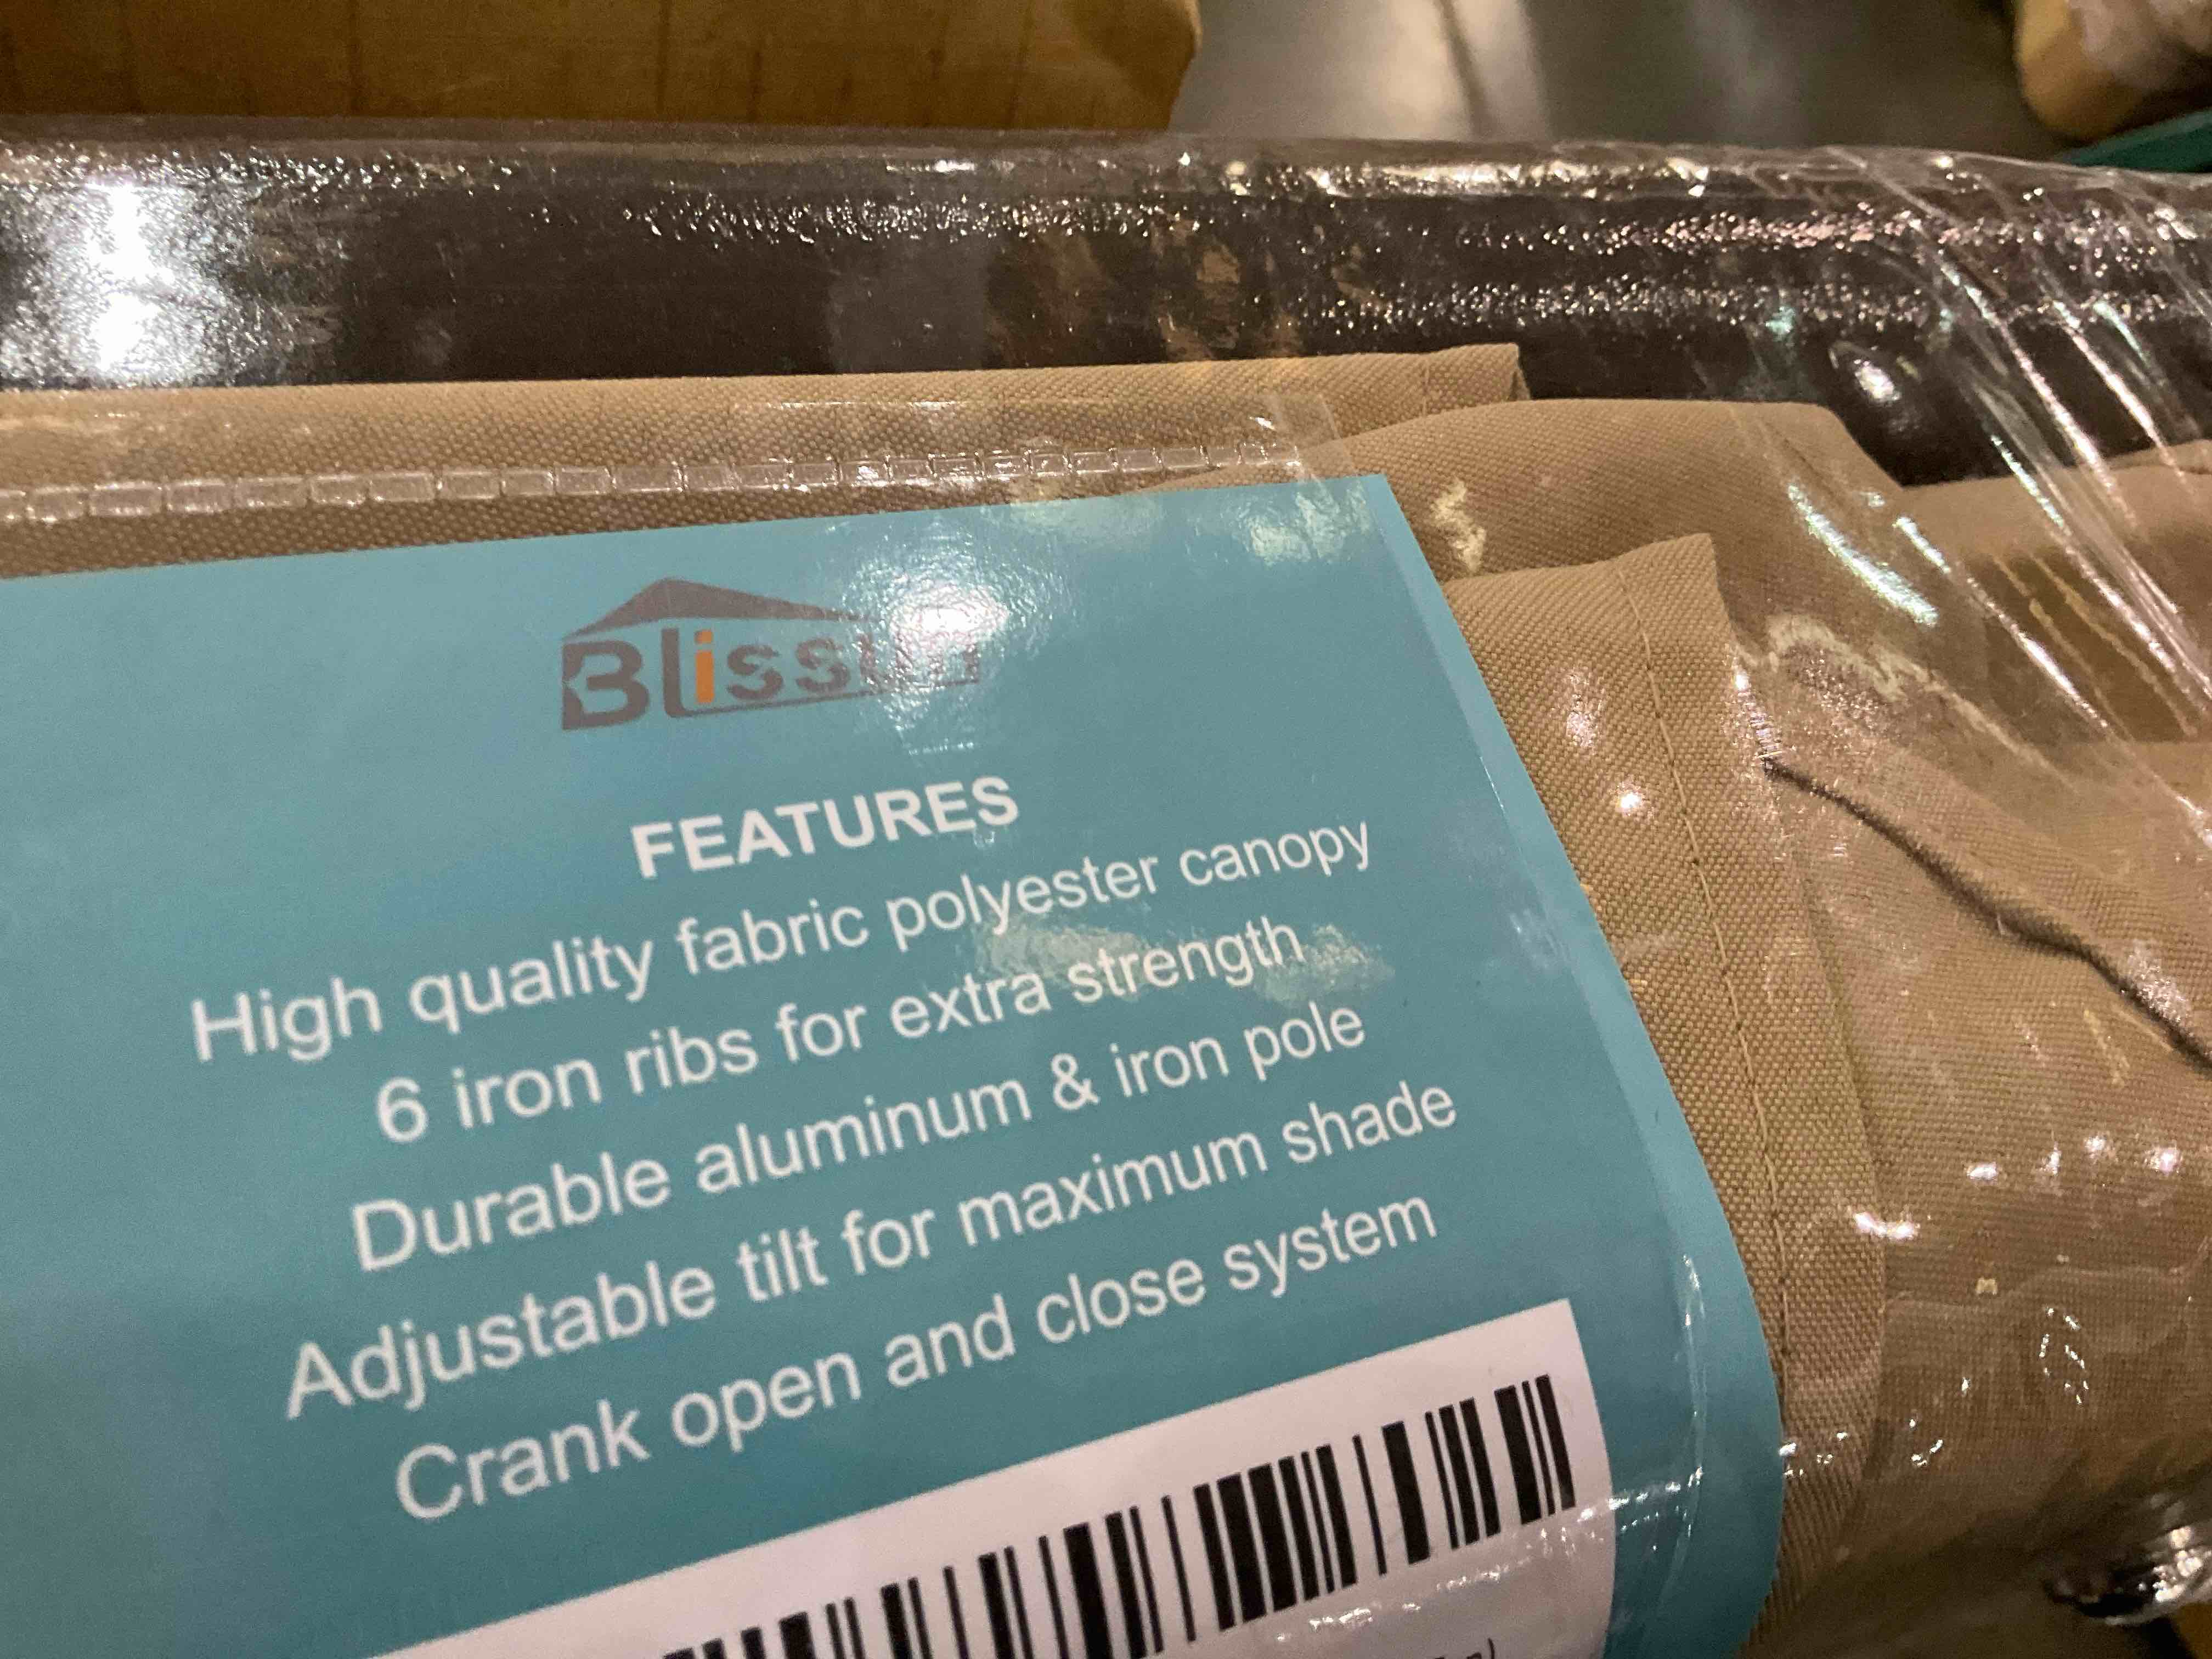 Blissun
FEATURES
High quality fabric polyester canopy
6 iron ribs for extra strength
Durable aluminum & iron pole
Adjustable tilt for maximum shade
Crank open and close system